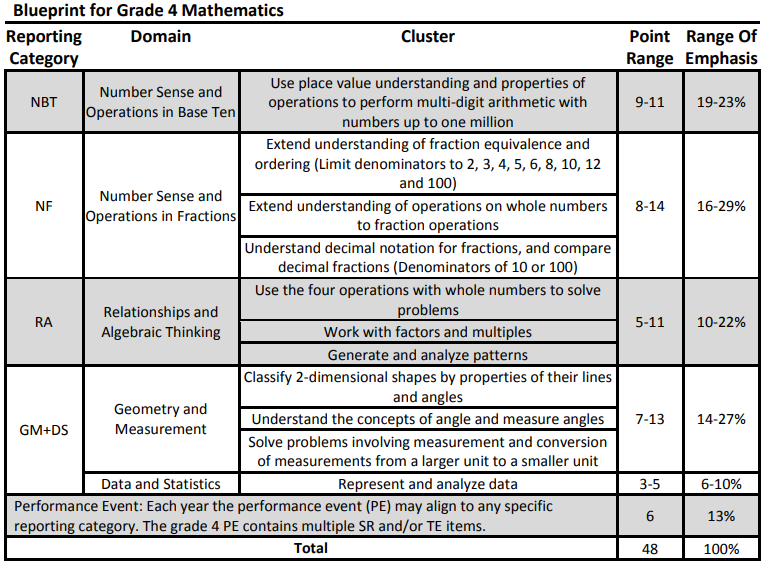 Blueprint for Grade 4 Mathematics
Reporting Category
Domain
Cluster
Point Range
Range Of Emphasis
NBT
Number Sense and
Operations in Base Ten
Use place value understanding and properties of
operations to perform multi-digit arithmetic with
numbers up to one million
9-11
19-23%
NF
Number Sense and
Operations in Fractions
Extend understanding of fraction equivalence and
ordering (Limit denominators to 2, 3, 4, 5, 6, 8, 10, 12
and 100)
Extend understanding of operations on whole numbers
to fraction operations
Understand decimal notation for fractions, and compare
decimal fractions (Denominators of 10 or 100)
8-14
16-29%
RA
Relationships and
Algebraic Thinking
Use the four operations with whole numbers to solve
problems
Work with factors and multiples
Generate and analyze patterns
5-11
10-22%
GM+DS
Geometry and
Measurement
Classify 2-dimensional shapes by properties of their lines
and angles
Understand the concepts of angle and measure angles
Solve problems involving measurement and conversion
of measurements from a larger unit to a smaller unit
7-13
14-27%
Data and Statistics
Represent and analyze data
3-5
6-10%
Performance Event: Each year the performance event (PE) may align to any specific
reporting category. The grade 4 PE contains multiple SR and/or TE items.
6
13%
Total
48
100%